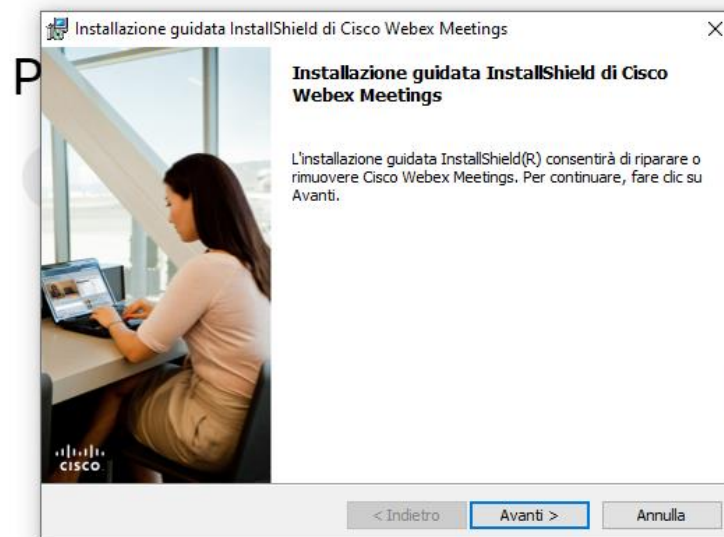 Installazione guidata InstallShield di Cisco Webex Meetings
P
Installazione guidata InstallShield di Cisco
Webex Meetings
L'installazione guidata InstallShield(R) consentirà di riparare o
rimuovere Cisco Webex Meetings. Per continuare, fare clic su
Avanti.
CISCO
< Indietro
Avanti >
Annulla